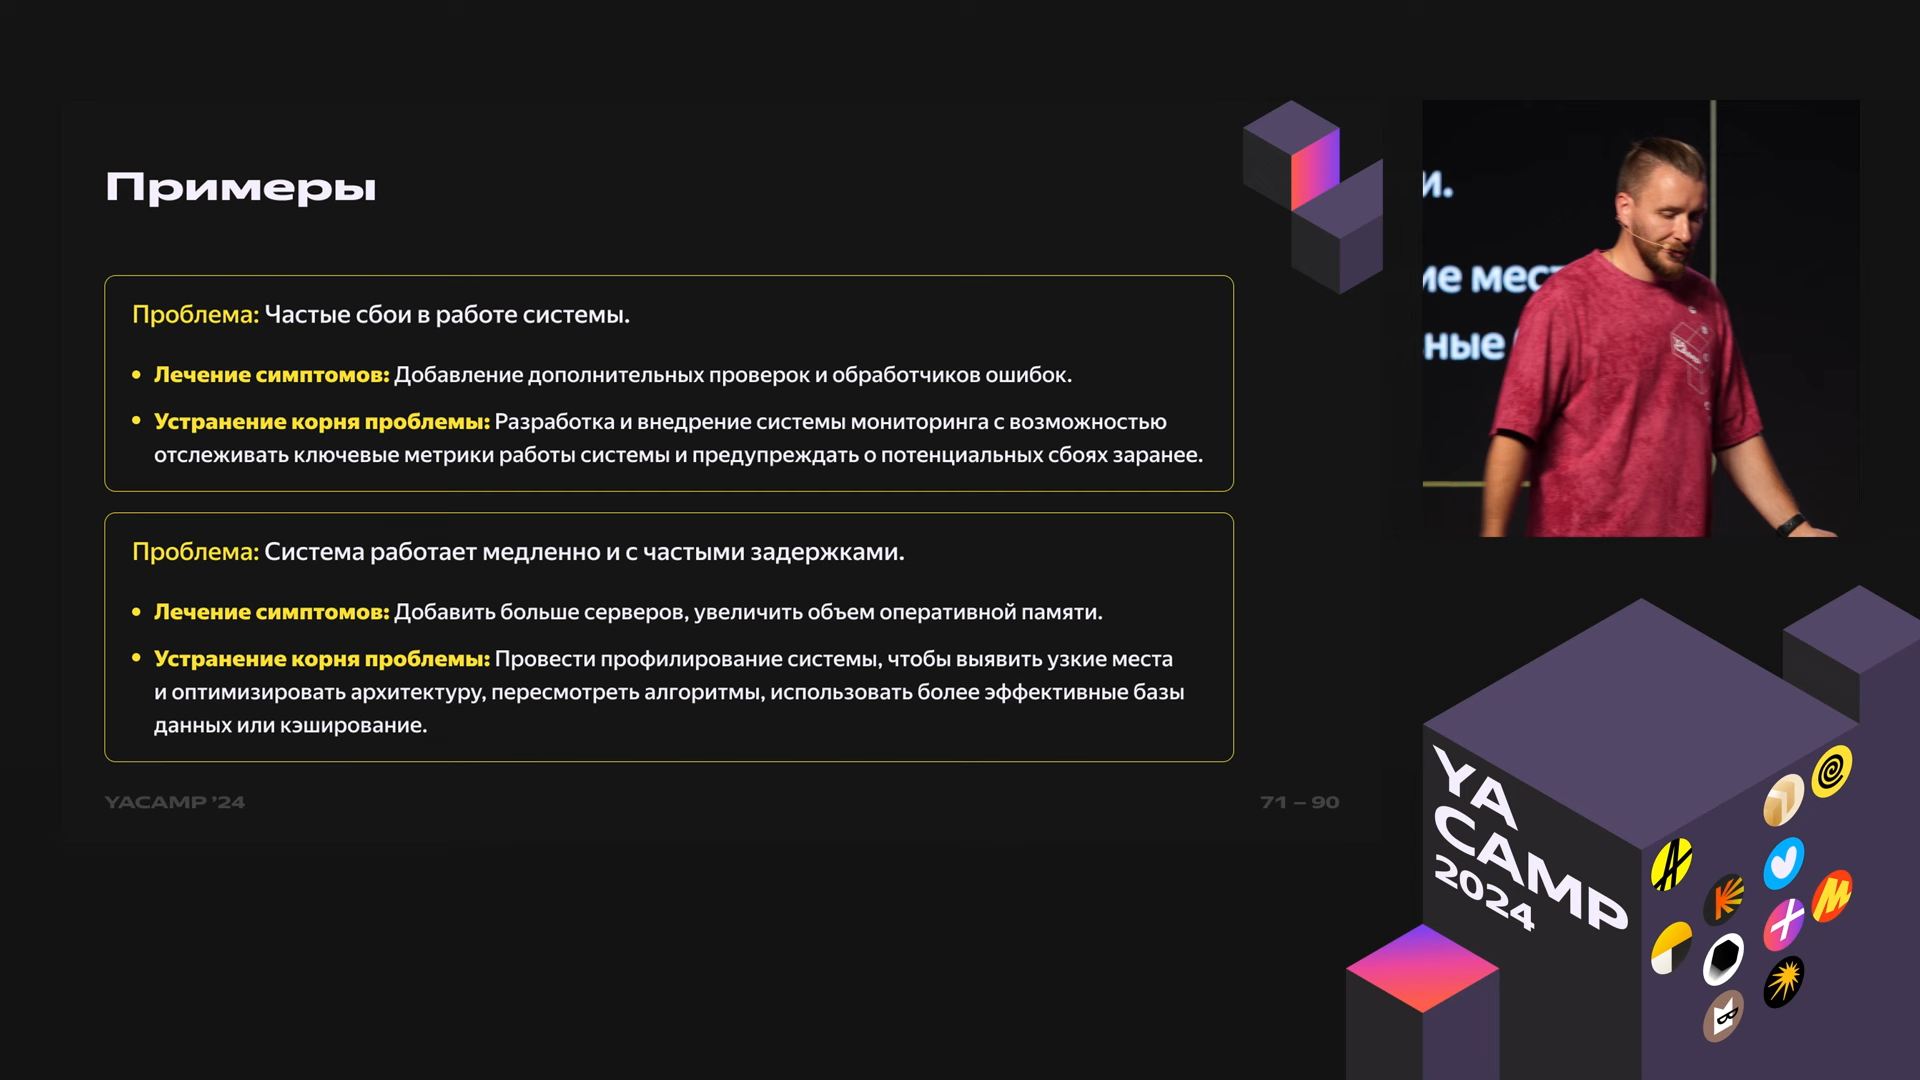 Примеры
Проблема: Частые сбои в работе системы.
Лечение симптомов: Добавление дополнительных проверок и обработчиков ошибок.
Устранение корня проблемы: Разработка и внедрение системы мониторинга с возможностью
отслеживать ключевые метрики работы системы и предупреждать о потенциальных сбоях заранее.
Проблема: Система работает медленно и с частыми задержками.
Лечение симптомов: Добавить больше серверов, увеличить объем оперативной памяти.
Устранение корня проблемы: Провести профилирование системы, чтобы выявить узкие места
и оптимизировать архитектуру, пересмотреть алгоритмы, использовать более эффективные базы
данных или кэширование.
YACAMP ’24
71 – 90
YA
CAMP
2024